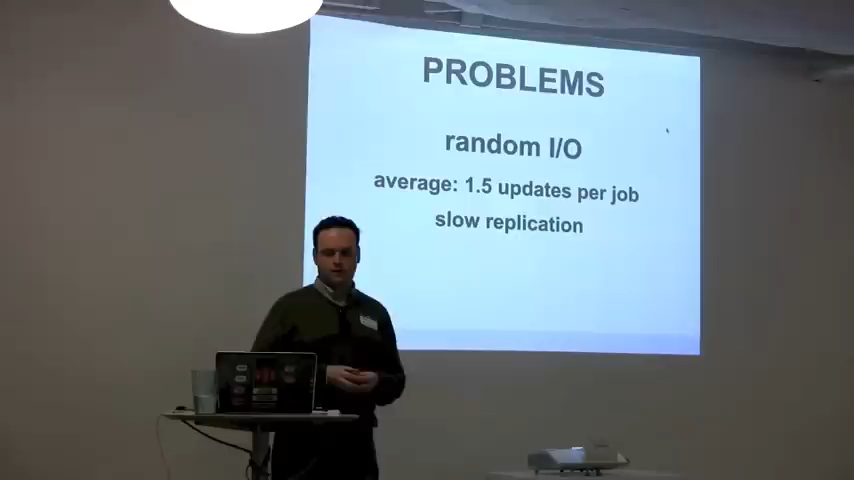 PROBLEMS
random I/O
average: 1.5 updates per job
slow replication